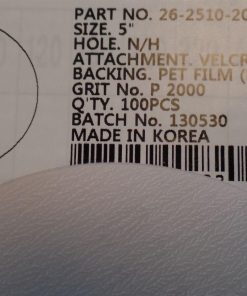 PART NO. 26-2510-20
SIZE. 5"
HOLE. N/H
ATTACHMENT. VELCR
BACKING. PET FILM (
GRIT No. P 2000
Q'TY. 100PCS
BATCH No. 130530
MADE IN KOREA